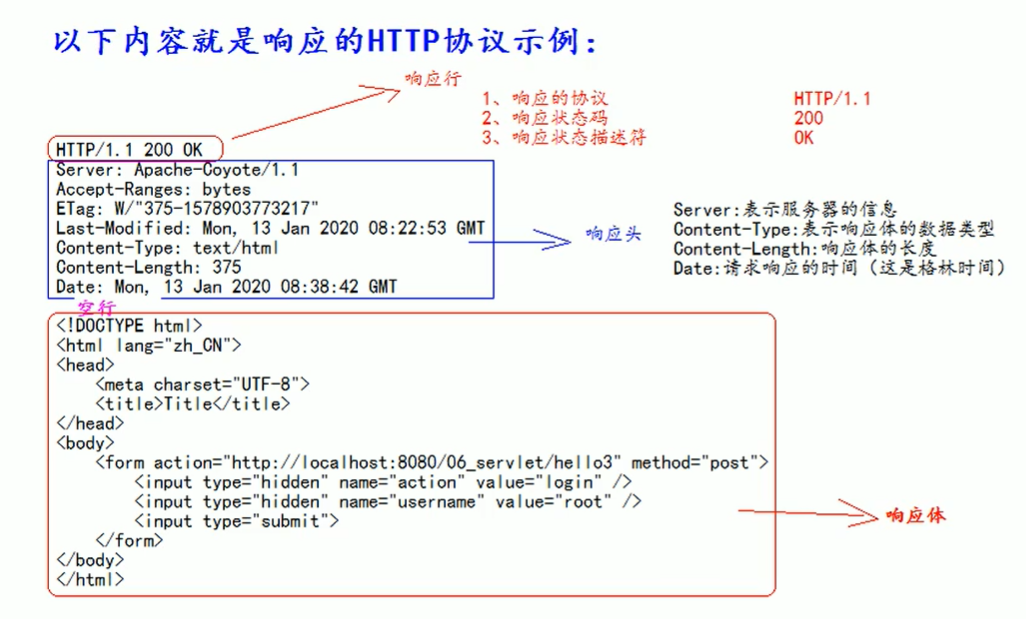 以下内容就是响应的HTTP协议示例：
响应行
1、响应的协议 HTTP/1.1
2、响应状态码 200
3、响应状态描述符 OK
HTTP/1.1 200 OK
Server: Apache-Coyote/1.1
Accept-Ranges: bytes
ETag: W/"375-1578903773217"
Last-Modified: Mon, 13 Jan 2020 08:22:53 GMT
Content-Type: text/html
Content-Length: 375
Date: Mon, 13 Jan 2020 08:38:42 GMT
响应头
Server:表示服务器的信息
Content-Type:表示响应体的数据类型
Content-Length:响应体的长度
Date:请求响应的时间（这是格林时间）
空行
<!DOCTYPE html>
<html lang="zh_CN">
<head>
    <meta charset="UTF-8">
    <title>Title</title>
</head>
<body>
    <form action="http://localhost:8080/06_servlet/hello3" method="post">
        <input type="hidden" name="action" value="login" />
        <input type="hidden" name="username" value="root" />
        <input type="submit">
    </form>
</body>
</html>
响应体